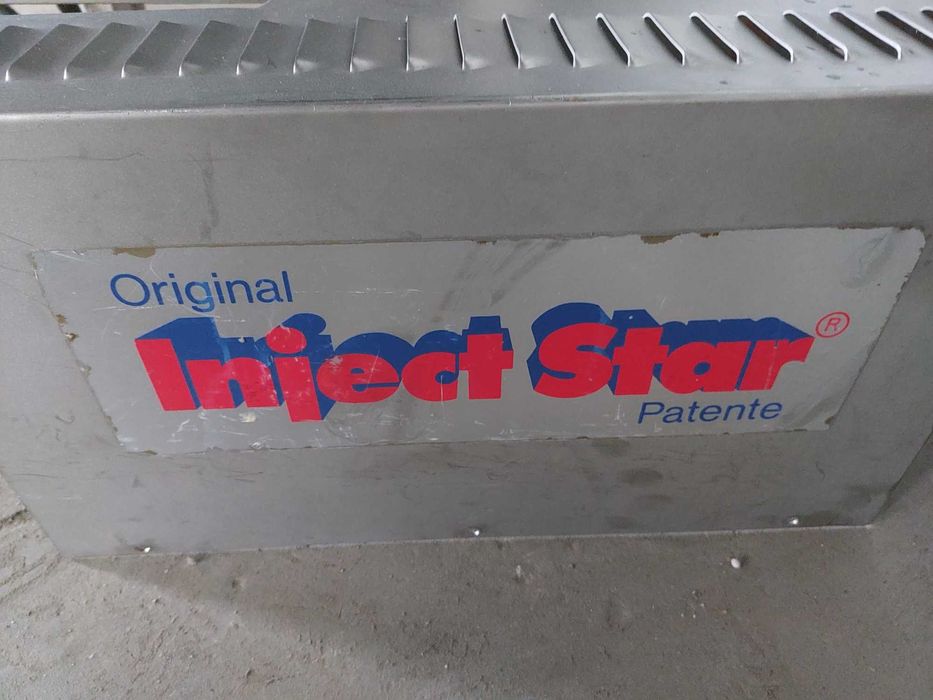 Original
Inject Star®
Patente